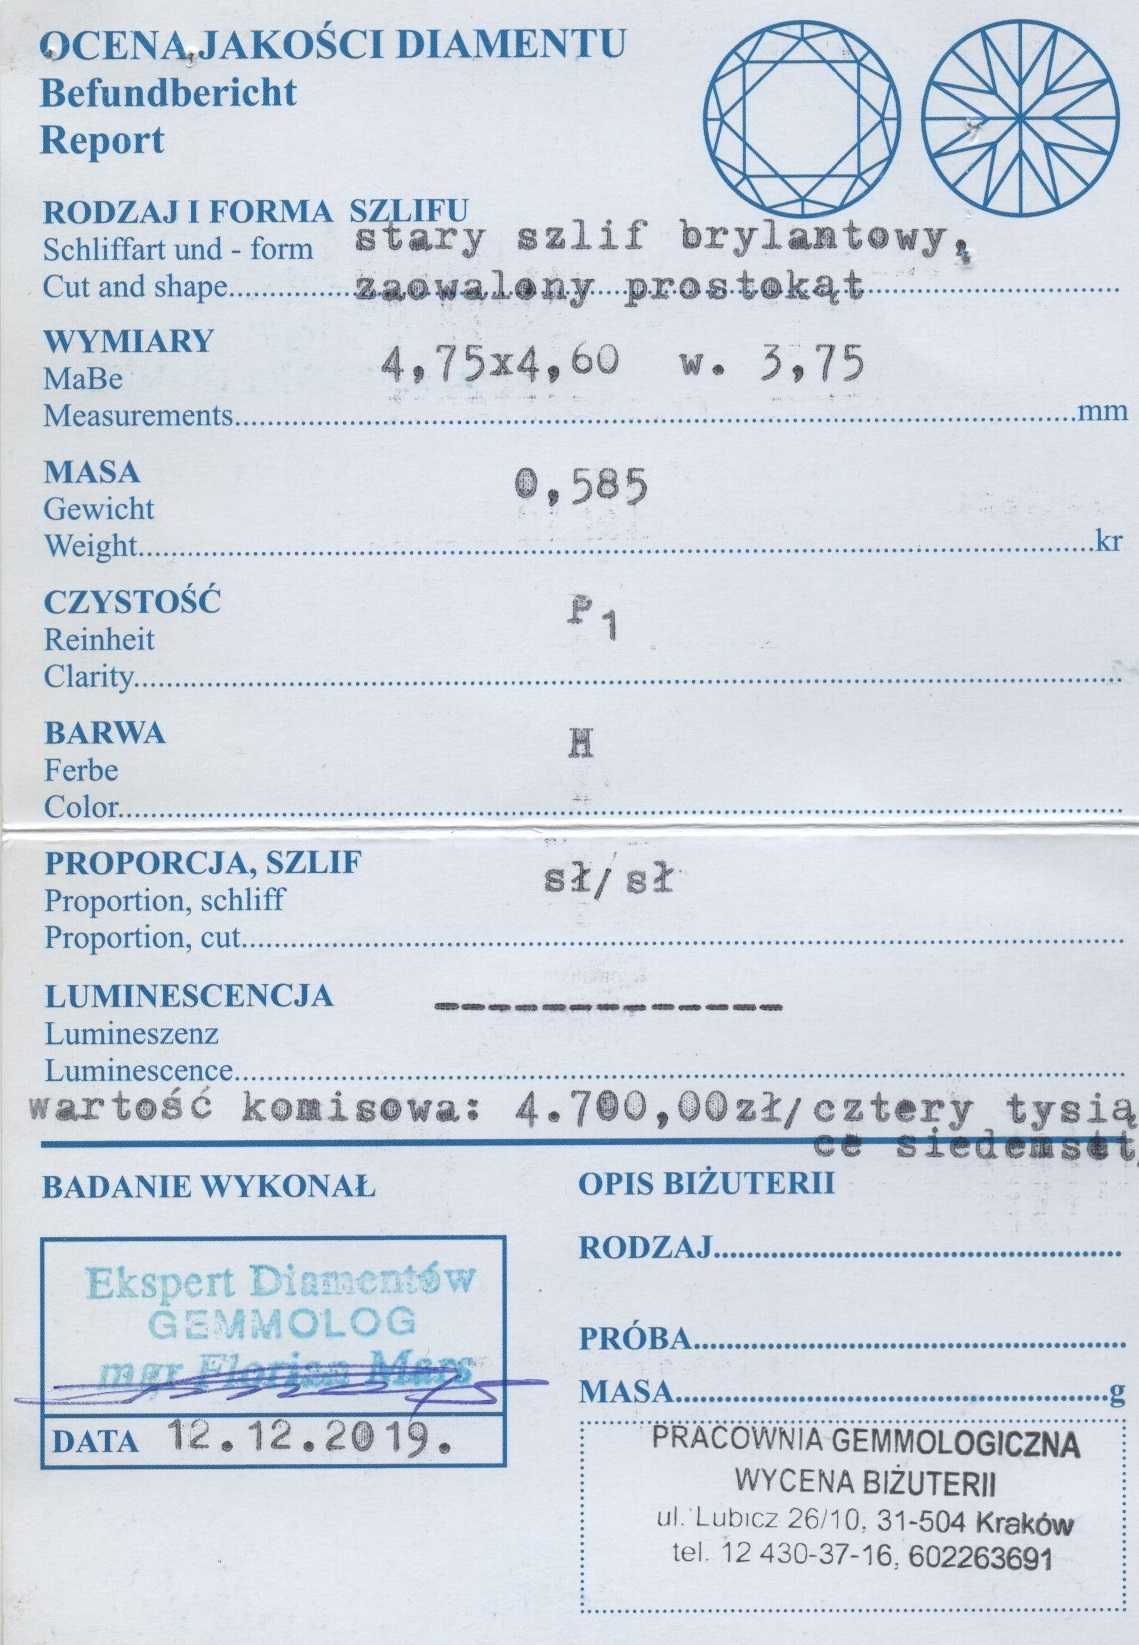 OCENA JAKOŚCI DIAMENTU
Befundbericht
Report
RODZAJ I FORMA SZLIFU
Schliffart und - form stary szlif brylantowy,
Cut and shape..... zaowalony prostokąt
WYMIARY
MaBe 4,75x4,60 w. 3,75
Measurements..... mm
MASA
Gewicht 0,585
Weight..... kr
CZYSTOŚĆ
Reinheit P1
Clarity.....
BARWA H
Ferbe
Color.....
PROPORCJA, SZLIF sł/sł
Proportion, schliff
Proportion, cut.....
LUMINESCENCJA -------------
Lumineszenz
Luminescence.....
wartość komisowa: 4.700,00zł/cztery tysią
ce siedemset
BADANIE WYKONAŁ
Ekspert Diamentów
GEMMOLOG
mgr Florian Mars
DATA 12.12.2019.
OPIS BIŻUTERII
RODZAJ.....
PRÓBA.....
MASA.....g
PRACOWNIA GEMMOLOGICZNA
WYCENA BIŻUTERII
ul. Lubicz 26/10, 31-504 Kraków
tel. 12 430-37-16, 602263691